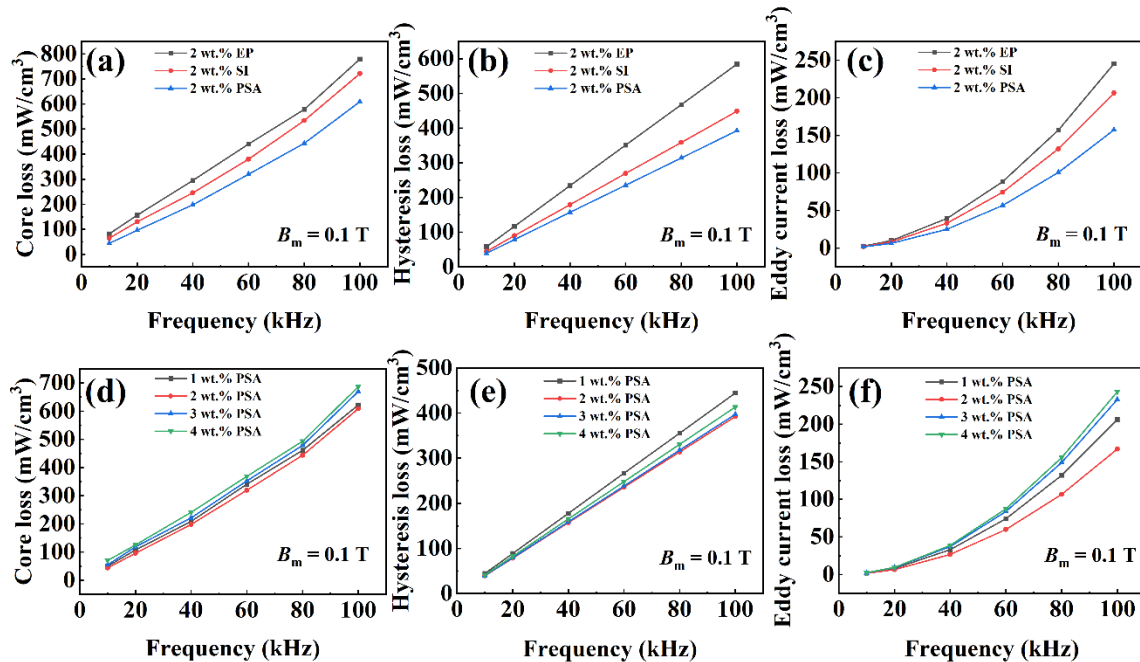 (a)
2 wt.% EP
2 wt.% SI
2 wt.% PSA
Core loss (mW/cm³)
800
700
600
500
400
300
200
100
0
Bm = 0.1 T
0 20 40 60 80 100
Frequency (kHz)
(b)
2 wt.% EP
2 wt.% SI
2 wt.% PSA
Hysteresis loss (mW/cm³)
600
500
400
300
200
100
0
Bm = 0.1 T
0 20 40 60 80 100
Frequency (kHz)
(c)
2 wt.% EP
2 wt.% SI
2 wt.% PSA
Eddy current loss (mW/cm³)
250
200
150
100
50
0
Bm = 0.1 T
0 20 40 60 80 100
Frequency (kHz)
(d)
1 wt.% PSA
2 wt.% PSA
3 wt.% PSA
4 wt.% PSA
Core loss (mW/cm³)
700
600
500
400
300
200
100
0
Bm = 0.1 T
0 20 40 60 80 100
Frequency (kHz)
(e)
1 wt.% PSA
2 wt.% PSA
3 wt.% PSA
4 wt.% PSA
Hysteresis loss (mW/cm³)
500
400
300
200
100
0
Bm = 0.1 T
0 20 40 60 80 100
Frequency (kHz)
(f)
1 wt.% PSA
2 wt.% PSA
3 wt.% PSA
4 wt.% PSA
Eddy current loss (mW/cm³)
250
200
150
100
50
0
Bm = 0.1 T
0 20 40 60 80 100
Frequency (kHz)